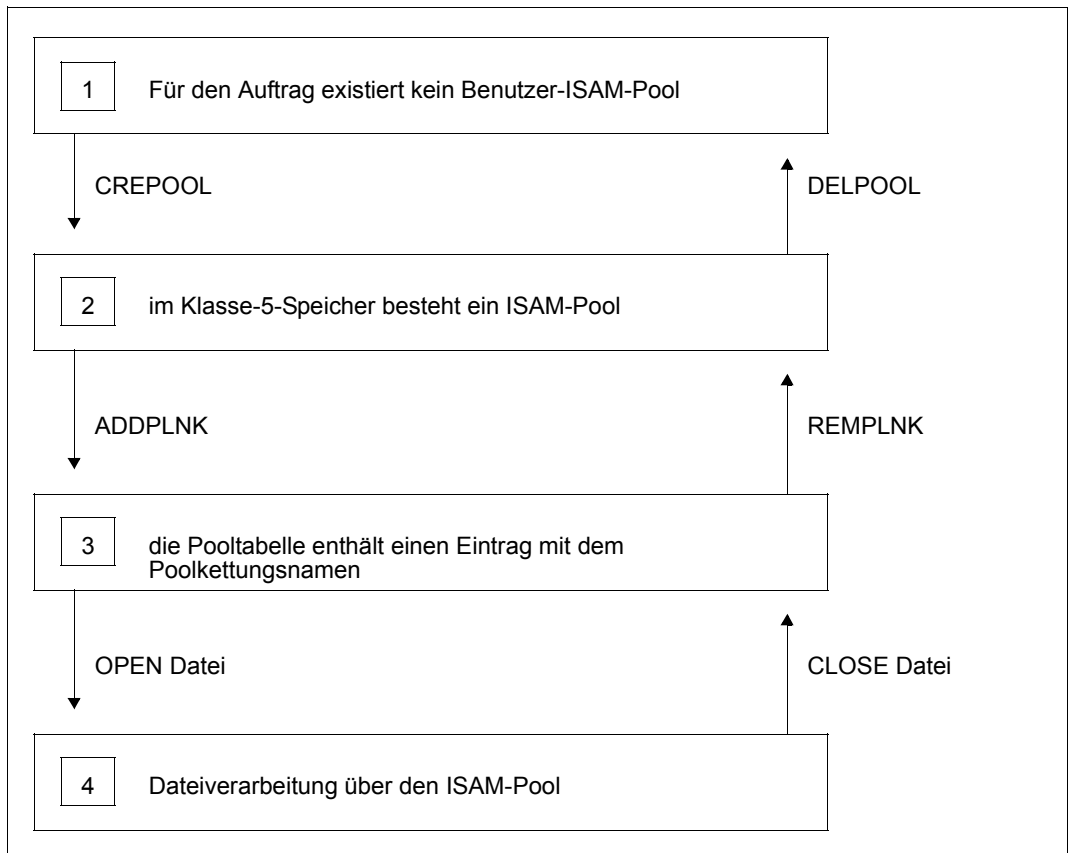 1 Für den Auftrag existiert kein Benutzer-ISAM-Pool
CREPOOL DELPOOL
2 im Klasse-5-Speicher besteht ein ISAM-Pool
ADDPLNK REMPLNK
3 die Pooltabelle enthält einen Eintrag mit dem
Poolkettungsnamen
OPEN Datei CLOSE Datei
4 Dateiverarbeitung über den ISAM-Pool